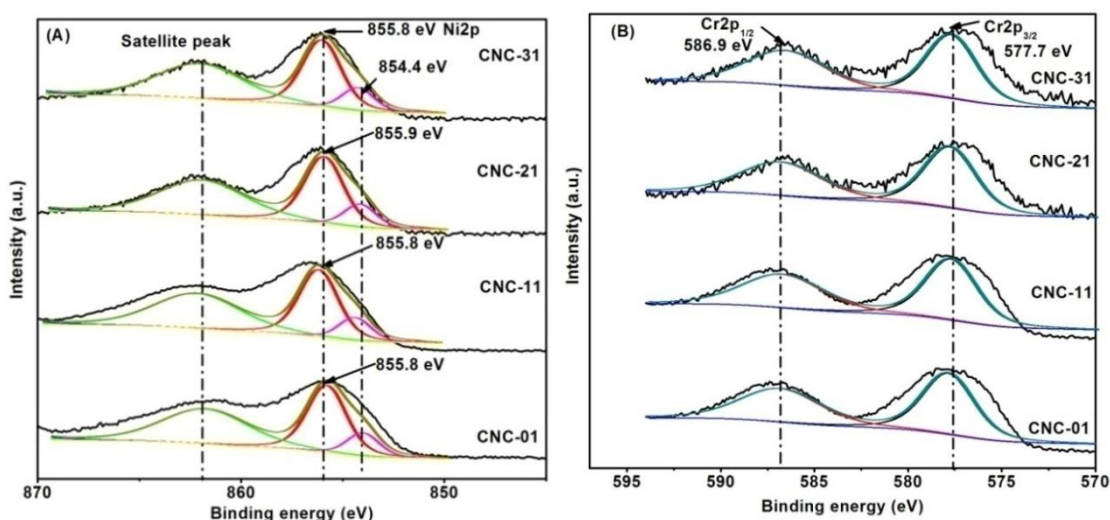 (A)
Satellite peak
855.8 eV Ni2p
CNC-31
854.4 eV
855.9 eV
CNC-21
855.8 eV
CNC-11
855.8 eV
CNC-01
Intensity (a.u.)
870 860 850
Binding energy (eV)
(B)
Cr2p1/2
586.9 eV
Cr2p3/2
577.7 eV
CNC-31
CNC-21
CNC-11
CNC-01
Intensity (a.u.)
595 590 585 580 575 570
Binding energy (eV)